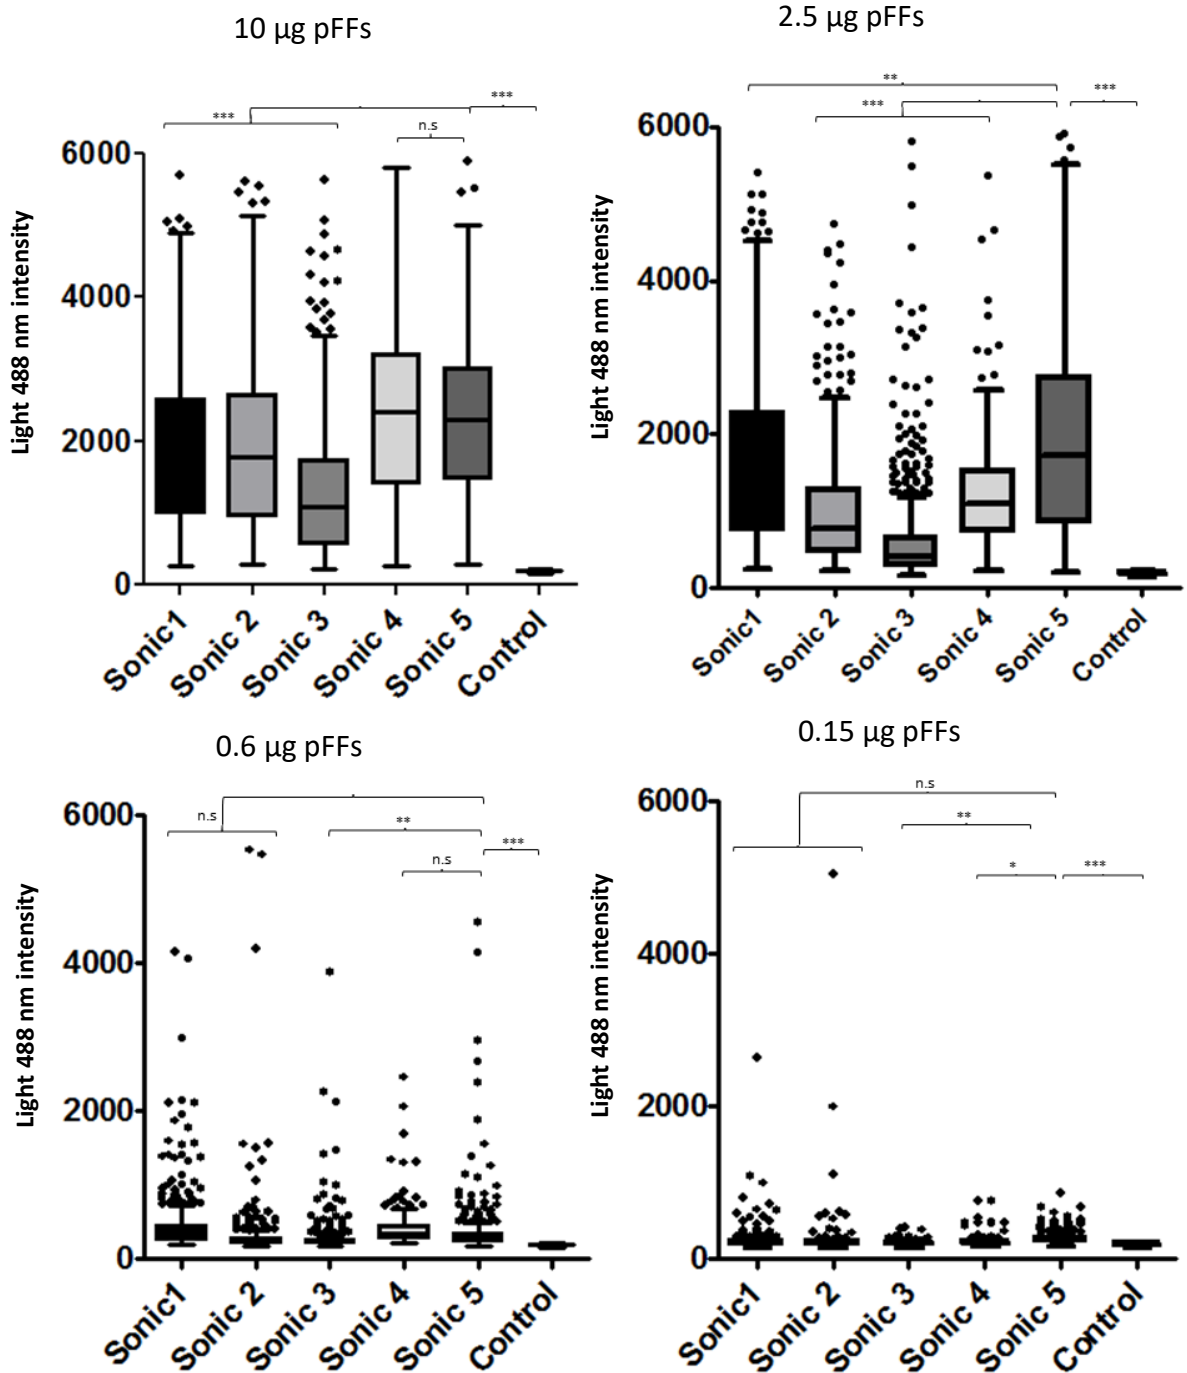 10 µg pFFs
2.5 µg pFFs
***
***
n.s
**
***
***
Light 488 nm intensity
6000
4000
2000
0
Sonic1
Sonic 2
Sonic 3
Sonic 4
Sonic 5
Control
Light 488 nm intensity
6000
4000
2000
0
Sonic1
Sonic 2
Sonic 3
Sonic 4
Sonic 5
Control
0.6 µg pFFs
0.15 µg pFFs
n.s
**
***
n.s
n.s
**
*
***
Light 488 nm intensity
6000
4000
2000
0
Sonic1
Sonic 2
Sonic 3
Sonic 4
Sonic 5
Control
Light 488 nm intensity
6000
4000
2000
0
Sonic1
Sonic 2
Sonic 3
Sonic 4
Sonic 5
Control